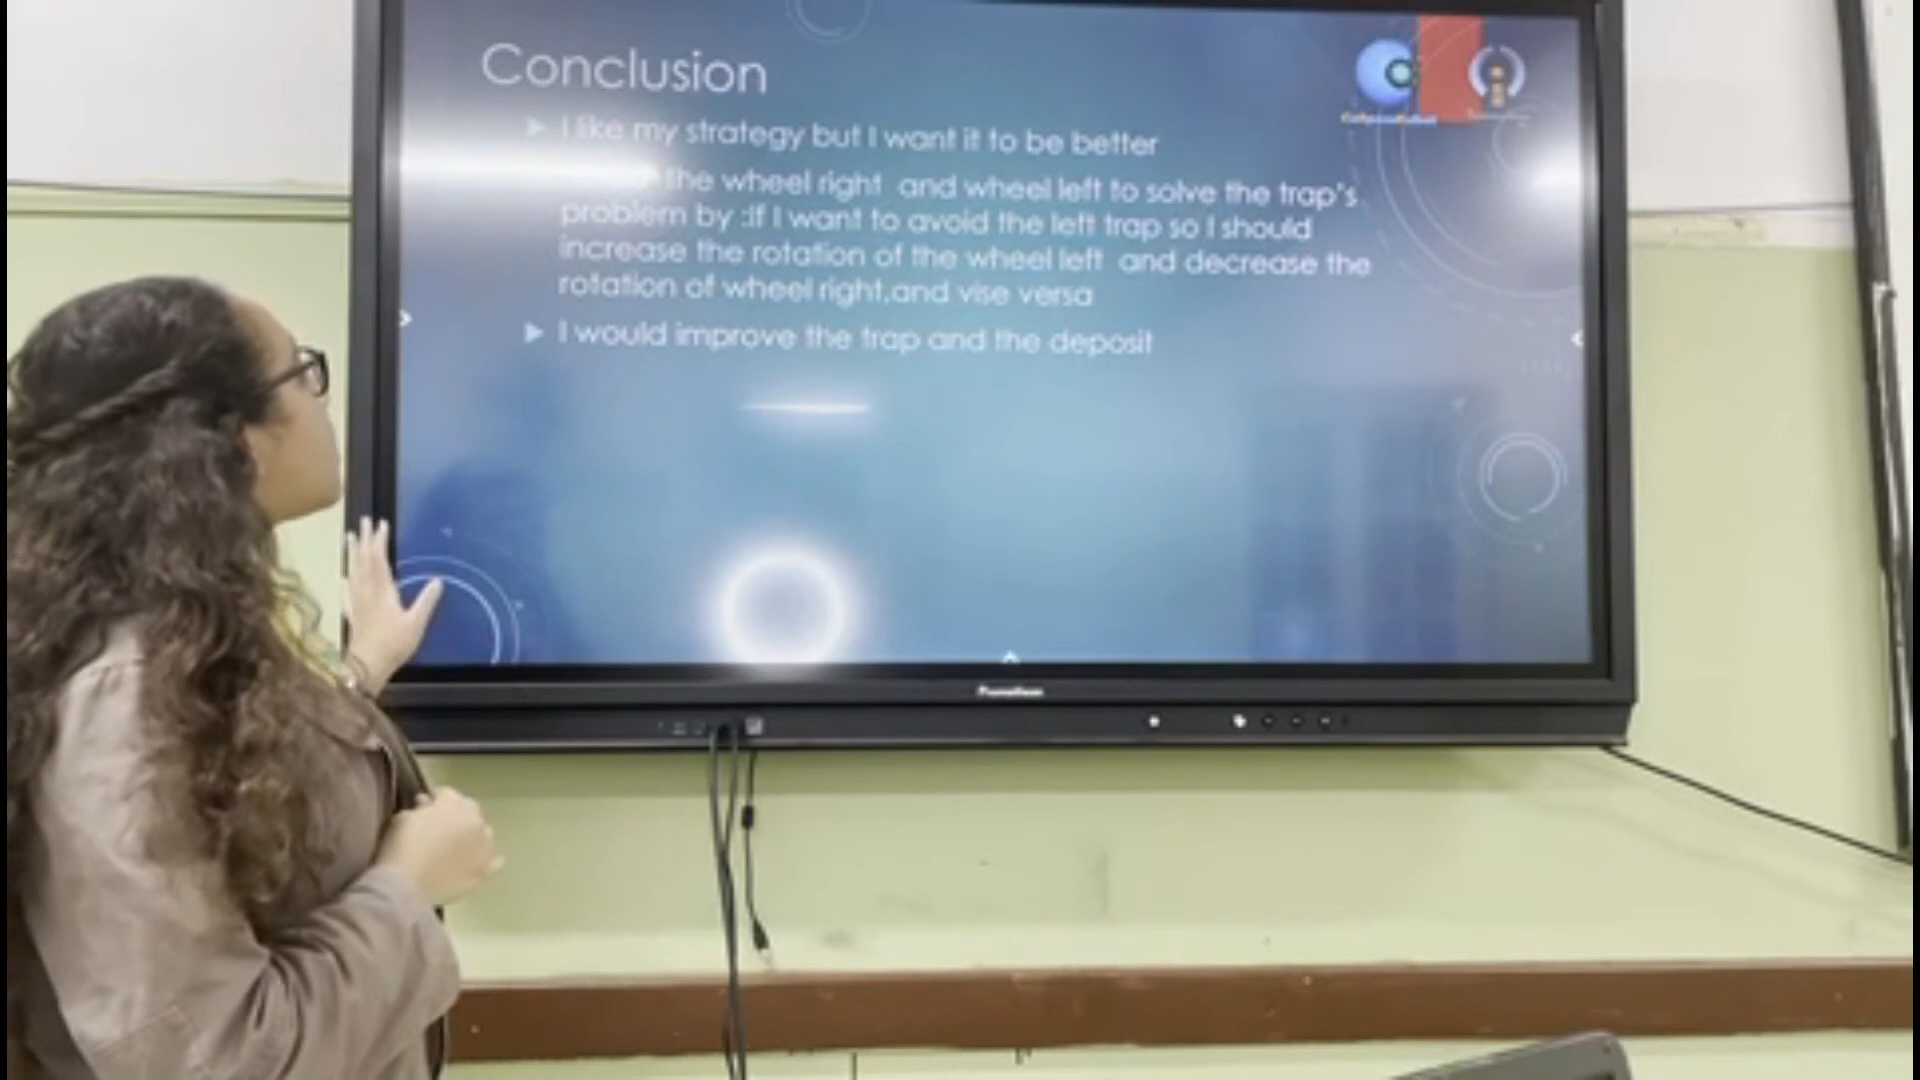 Conclusion
I like my strategy but I want it to be better
the wheel right and wheel left to solve the trap's
problem by :if I want to avoid the left trap so I should
increase the rotation of the wheel left and decrease the
rotation of wheel right,and vise versa
I would improve the trap and the deposit
Promethean